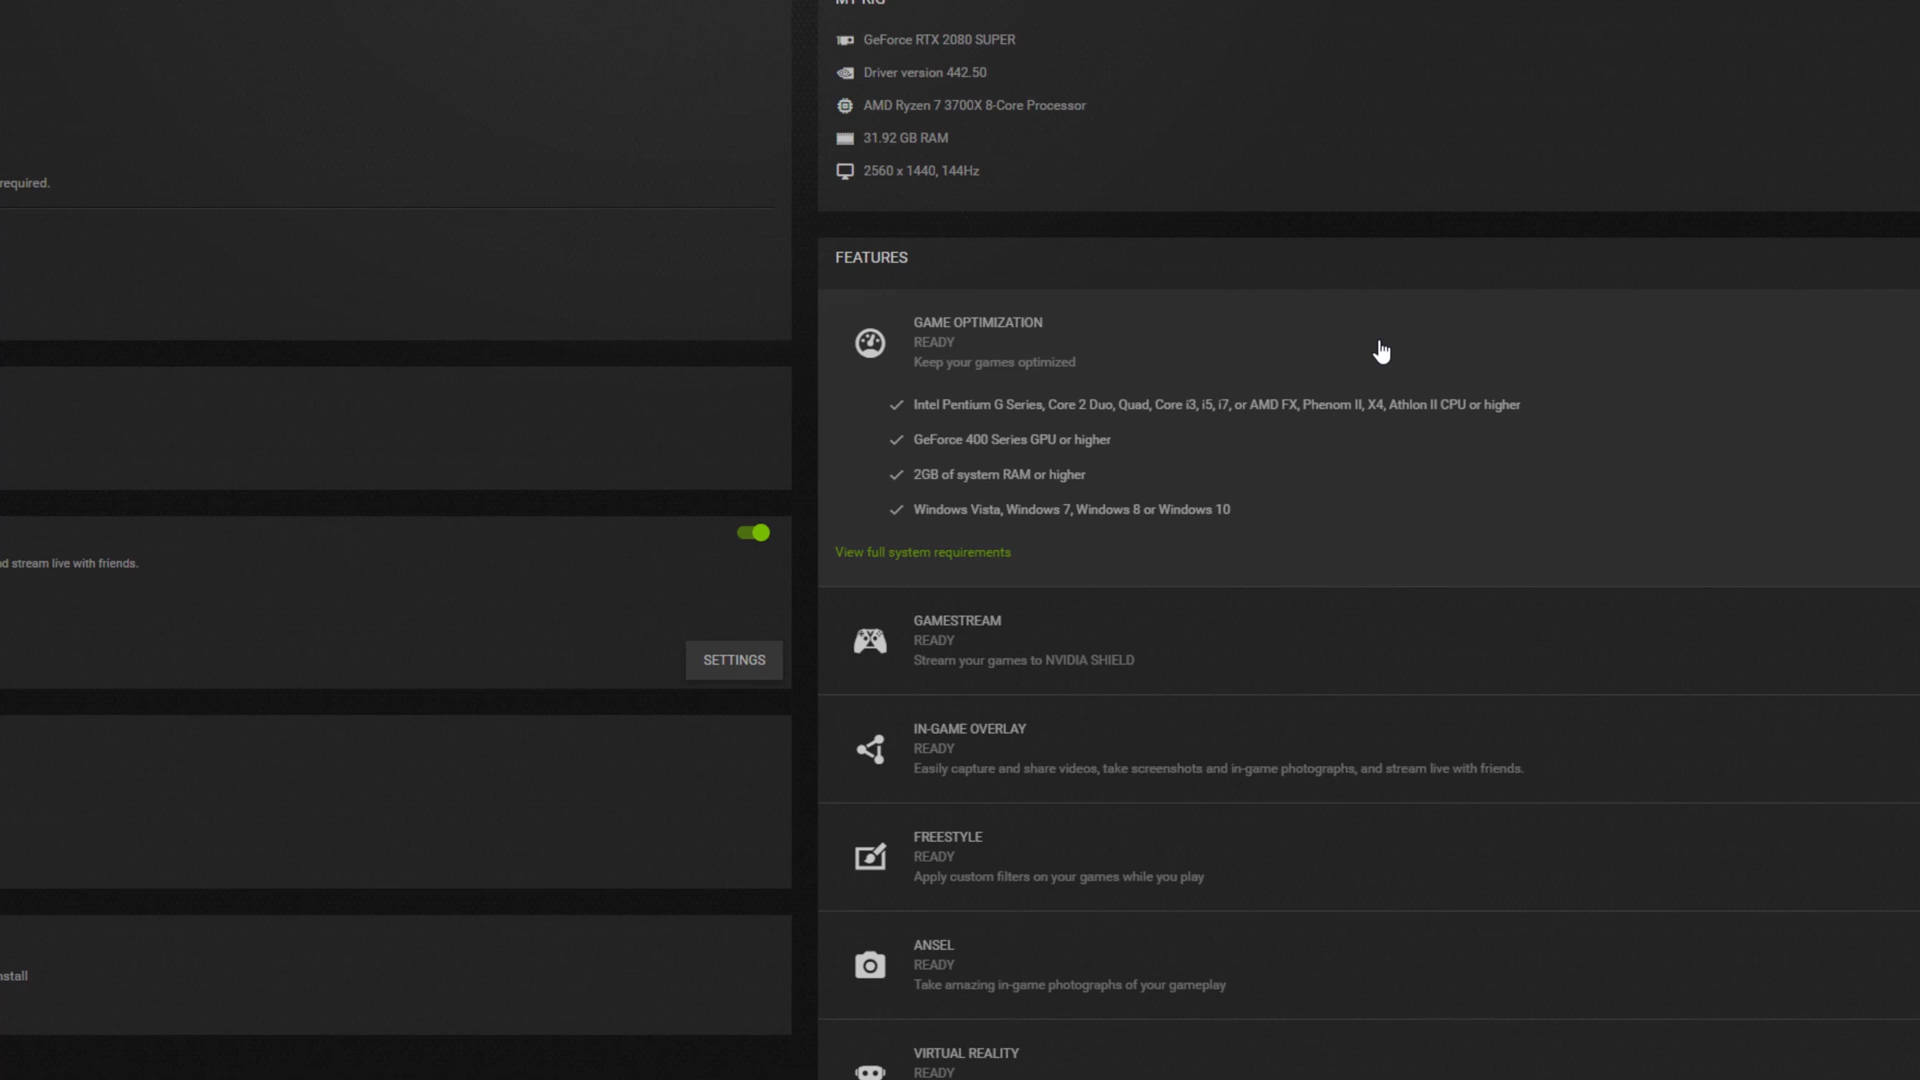 required.
d stream live with friends.
SETTINGS
nstall
MY RIG
GeForce RTX 2080 SUPER
Driver version 442.50
AMD Ryzen 7 3700X 8-Core Processor
31.92 GB RAM
2560 x 1440, 144Hz
FEATURES
GAME OPTIMIZATION
READY
Keep your games optimized
Intel Pentium G Series, Core 2 Duo, Quad, Core i3, i5, i7, or AMD FX, Phenom II, X4, Athlon II CPU or higher
GeForce 400 Series GPU or higher
2GB of system RAM or higher
Windows Vista, Windows 7, Windows 8 or Windows 10
View full system requirements
GAMESTREAM
READY
Stream your games to NVIDIA SHIELD
IN-GAME OVERLAY
READY
Easily capture and share videos, take screenshots and in-game photographs, and stream live with friends.
FREESTYLE
READY
Apply custom filters on your games while you play
ANSEL
READY
Take amazing in-game photographs of your gameplay
VIRTUAL REALITY
READY